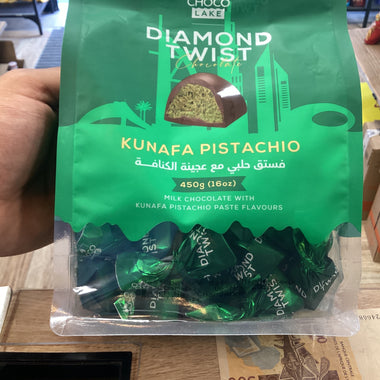 CHOCO
LAKE
DIAMOND
TWIST
Chocolate
KUNAFA PISTACHIO
فستق حلبي مع عجينة الكنافة
450g (16oz)
MILK CHOCOLATE WITH
KUNAFA PISTACHIO PASTE FLAVOURS